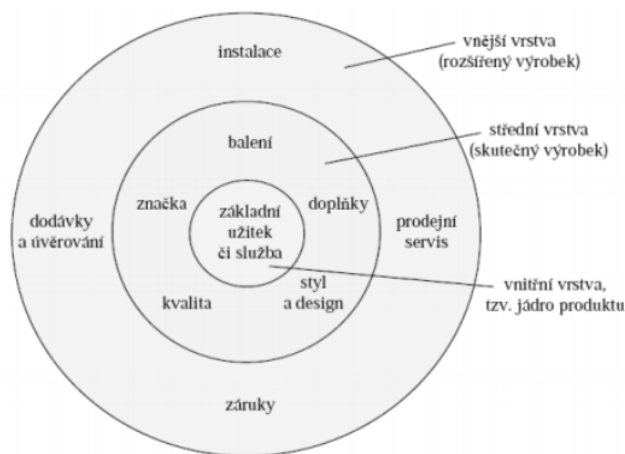 instalace
vnější vrstva
(rozšířený výrobek)
balení
střední vrstva
(skutečný výrobek)
značka
doplňky
základní
užitek
či služba
dodávky
a úvěrování
prodejní
servis
kvalita
styl
a design
vnitřní vrstva,
tzv. jádro produktu
záruky